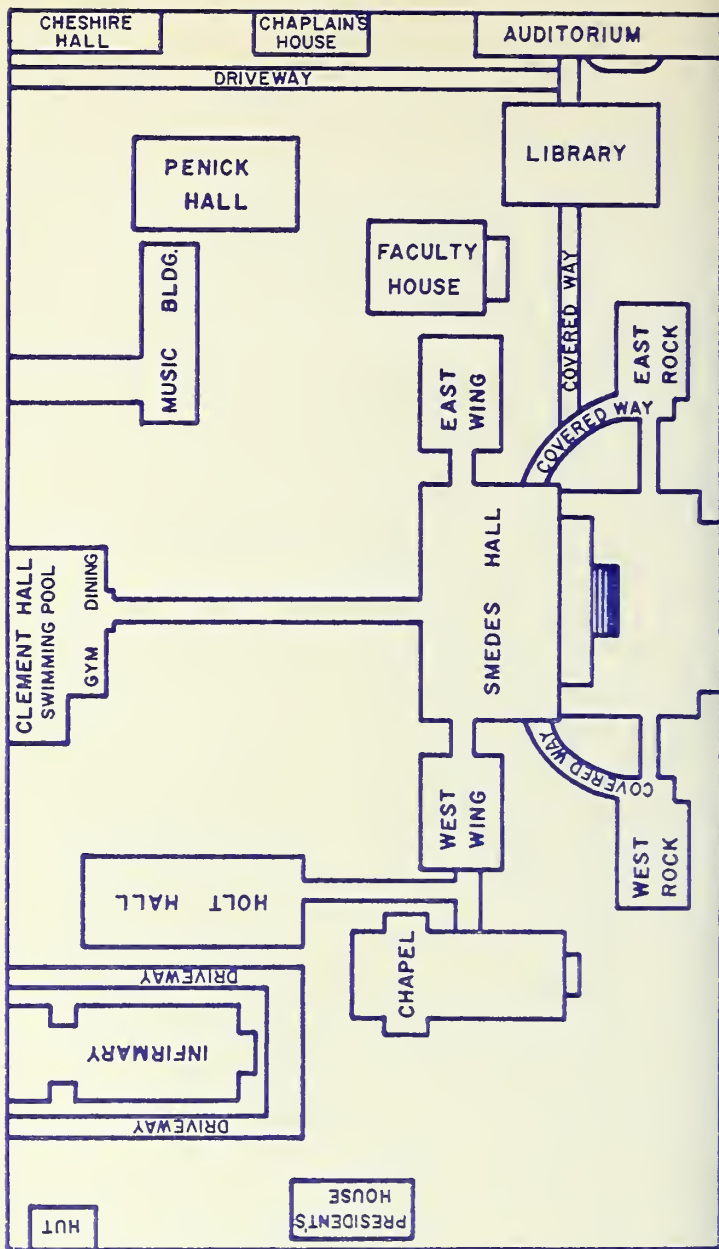 CHESHIRE
HALL
CHAPLAIN'S
HOUSE
AUDITORIUM
DRIVEWAY
PENICK
HALL
LIBRARY
MUSIC BLDG.
FACULTY
HOUSE
COVERED WAY
EAST
WING
COVERED WAY
EAST
ROCK
CLEMENT HALL
SWIMMING POOL
GYM DINING
SMEDES HALL
WEST
WING
COVERED WAY
WEST
ROCK
HOLT HALL
CHAPEL
DRIVEWAY
INFIRMARY
DRIVEWAY
PRESIDENT'S
HOUSE
HUT